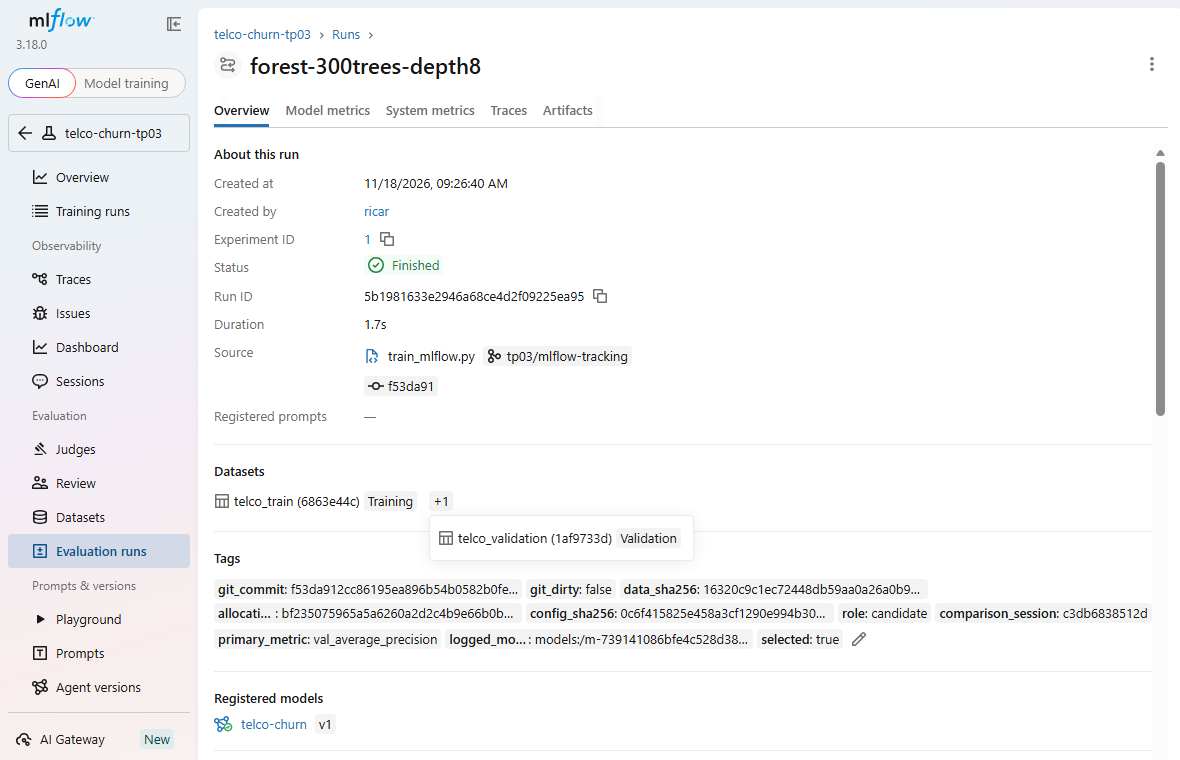 mlflow
3.18.0
GenAI
Model training
telco-churn-tp03
Overview
Training runs
Observability
Traces
Issues
Dashboard
Sessions
Evaluation
Judges
Review
Datasets
Evaluation runs
Prompts & versions
Playground
Prompts
Agent versions
AI Gateway New
telco-churn-tp03 › Runs ›
forest-300trees-depth8
Overview Model metrics System metrics Traces Artifacts
About this run
Created at 11/18/2026, 09:26:40 AM
Created by ricar
Experiment ID 1
Status Finished
Run ID 5b1981633e2946a68ce4d2f09225ea95
Duration 1.7s
Source train_mlflow.py tp03/mlflow-tracking
f53da91
Registered prompts —
Datasets
telco_train (6863e44c) Training +1
telco_validation (1af9733d) Validation
Tags
git_commit: f53da912cc86195ea896b54b0582b0fe... git_dirty: false data_sha256: 16320c9c1ec72448db59aa0a26a0b9...
allocati... : bf235075965a5a6260a2d2c4b9e66b0b... config_sha256: 0c6f415825e458a3cf1290e994b30... role: candidate comparison_session: c3db6838512d
primary_metric: val_average_precision logged_mo... : models:/m-739141086bfe4c528d38... selected: true
Registered models
telco-churn v1